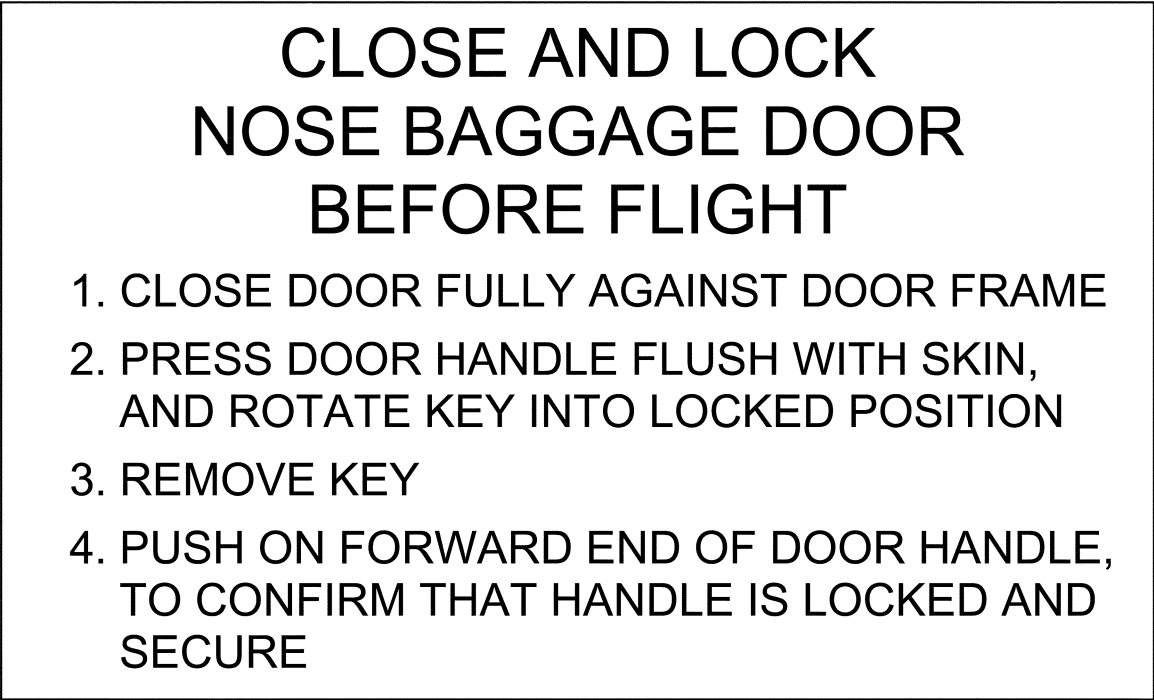 CLOSE AND LOCK
NOSE BAGGAGE DOOR
BEFORE FLIGHT
1. CLOSE DOOR FULLY AGAINST DOOR FRAME
2. PRESS DOOR HANDLE FLUSH WITH SKIN,
AND ROTATE KEY INTO LOCKED POSITION
3. REMOVE KEY
4. PUSH ON FORWARD END OF DOOR HANDLE,
TO CONFIRM THAT HANDLE IS LOCKED AND
SECURE